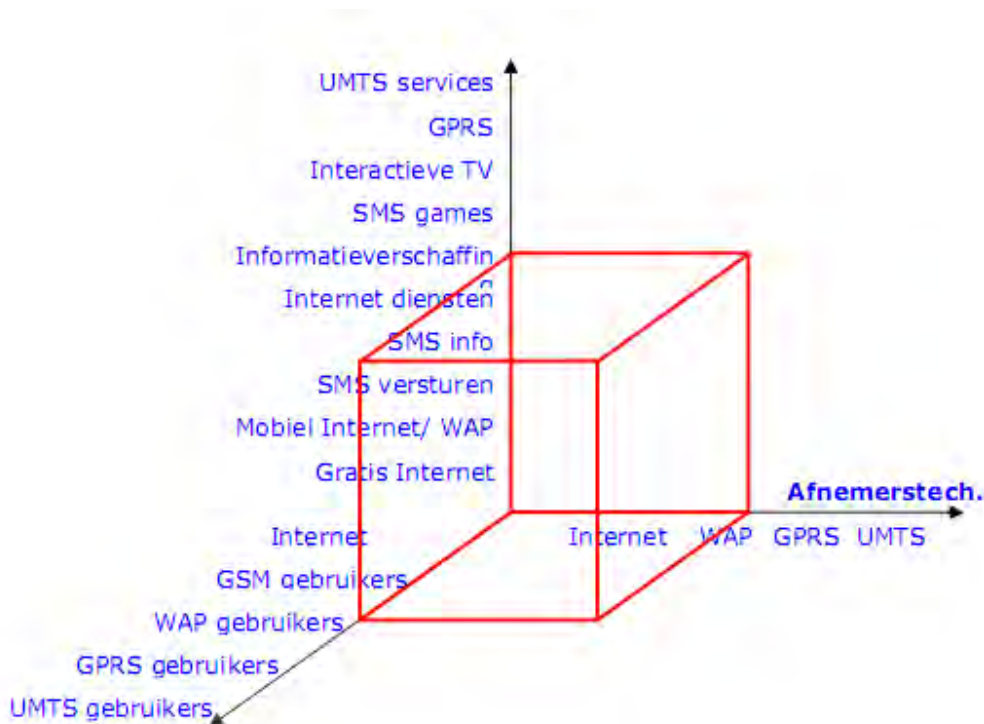 UMTS services
GPRS
Interactieve TV
SMS games
Informatieverschaffin
g
Internet diensten
SMS info
SMS versturen
Mobiel Internet/ WAP
Gratis Internet
Afnemerstech.
Internet
Internet WAP GPRS UMTS
GSM gebruikers
WAP gebruikers
GPRS gebruikers
UMTS gebruikers